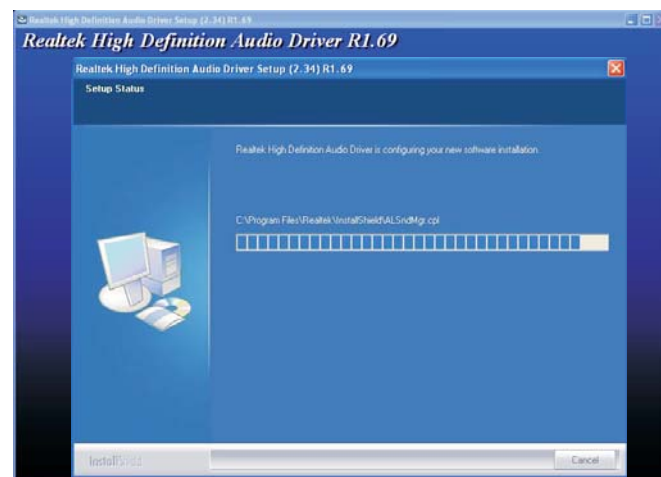 Realtek High Definition Audio Driver Setup (2.34) R1.69
Realtek High Definition Audio Driver R1.69
Realtek High Definition Audio Driver Setup (2.34) R1.69
Setup Status
Realtek High Definition Audio Driver is configuring your new software installation.
C:\Program Files\Realtek\InstallShield\ALSndMgr.cpl
InstallShield
Cancel